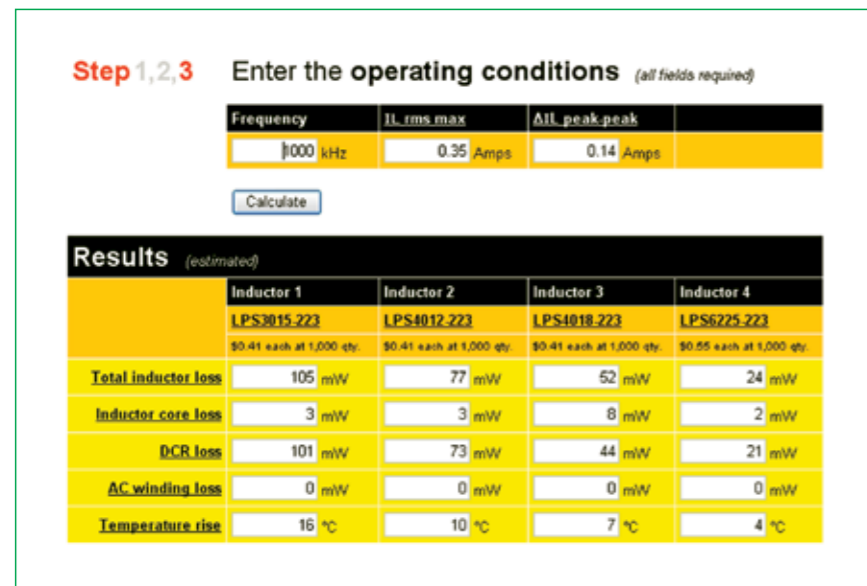 Step 1,2,3 Enter the operating conditions (all fields required)
Frequency IL rms max ΔIL peak-peak
1000 kHz 0.35 Amps 0.14 Amps
Calculate
Results (estimated)
Inductor 1 Inductor 2 Inductor 3 Inductor 4
LPS3015-223 LPS4012-223 LPS4018-223 LPS6225-223
$0.41 each at 1,000 qty. $0.41 each at 1,000 qty. $0.41 each at 1,000 qty. $0.55 each at 1,000 qty.
Total inductor loss 105 mW 77 mW 52 mW 24 mW
Inductor core loss 3 mW 3 mW 8 mW 2 mW
DCR loss 101 mW 73 mW 44 mW 21 mW
AC winding loss 0 mW 0 mW 0 mW 0 mW
Temperature rise 16 °C 10 °C 7 °C 4 °C